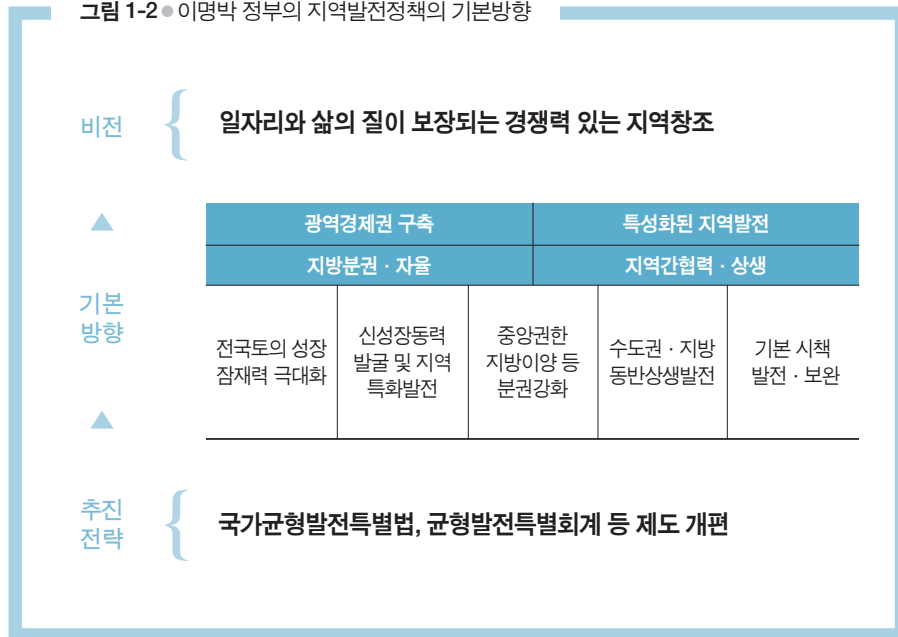 그림 1-2 ● 이명박 정부의 지역발전정책의 기본방향
비전
일자리와 삶의 질이 보장되는 경쟁력 있는 지역창조
광역경제권 구축
특성화된 지역발전
지방분권 · 자율
지역간협력 · 상생
기본
방향
전국토의 성장
잠재력 극대화
신성장동력
발굴 및 지역
특화발전
중앙권한
지방이양 등
분권강화
수도권 · 지방
동반상생발전
기본 시책
발전 · 보완
추진
전략
국가균형발전특별법, 균형발전특별회계 등 제도 개편